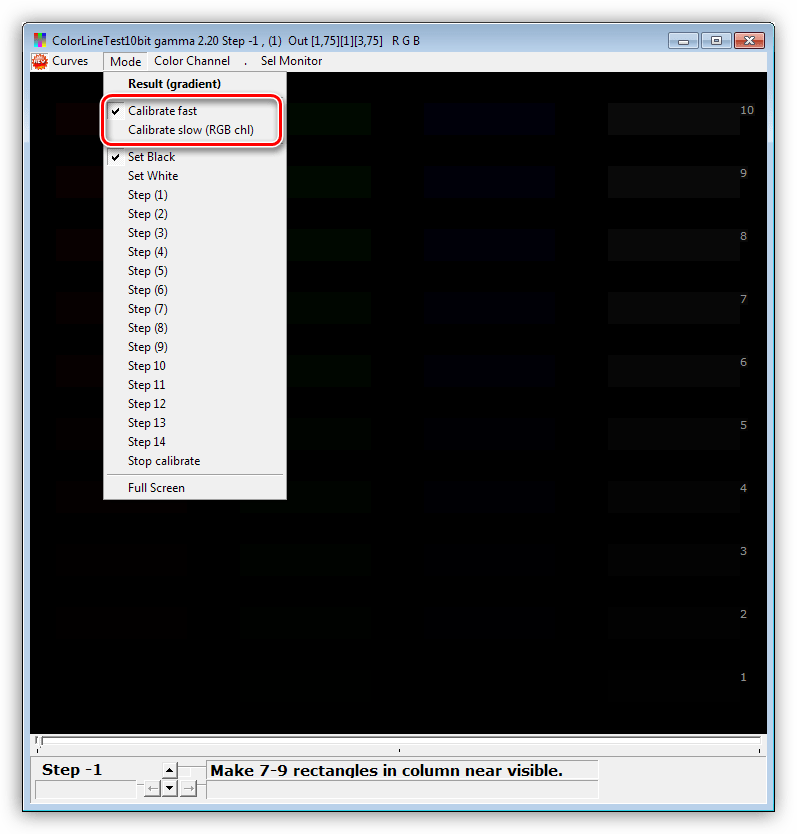 ColorLineTest10bit gamma 2.20 Step -1 , (1) Out [1,75][1][3,75] R G B
NEW Curves Mode Color Channel . Sel Monitor
Result (gradient)
Calibrate fast
Calibrate slow (RGB chl)
Set Black
Set White
Step (1)
Step (2)
Step (3)
Step (4)
Step (5)
Step (6)
Step (7)
Step (8)
Step (9)
Step 10
Step 11
Step 12
Step 13
Step 14
Stop calibrate
Full Screen
10
9
8
7
6
5
4
3
2
1
Step -1
Make 7-9 rectangles in column near visible.